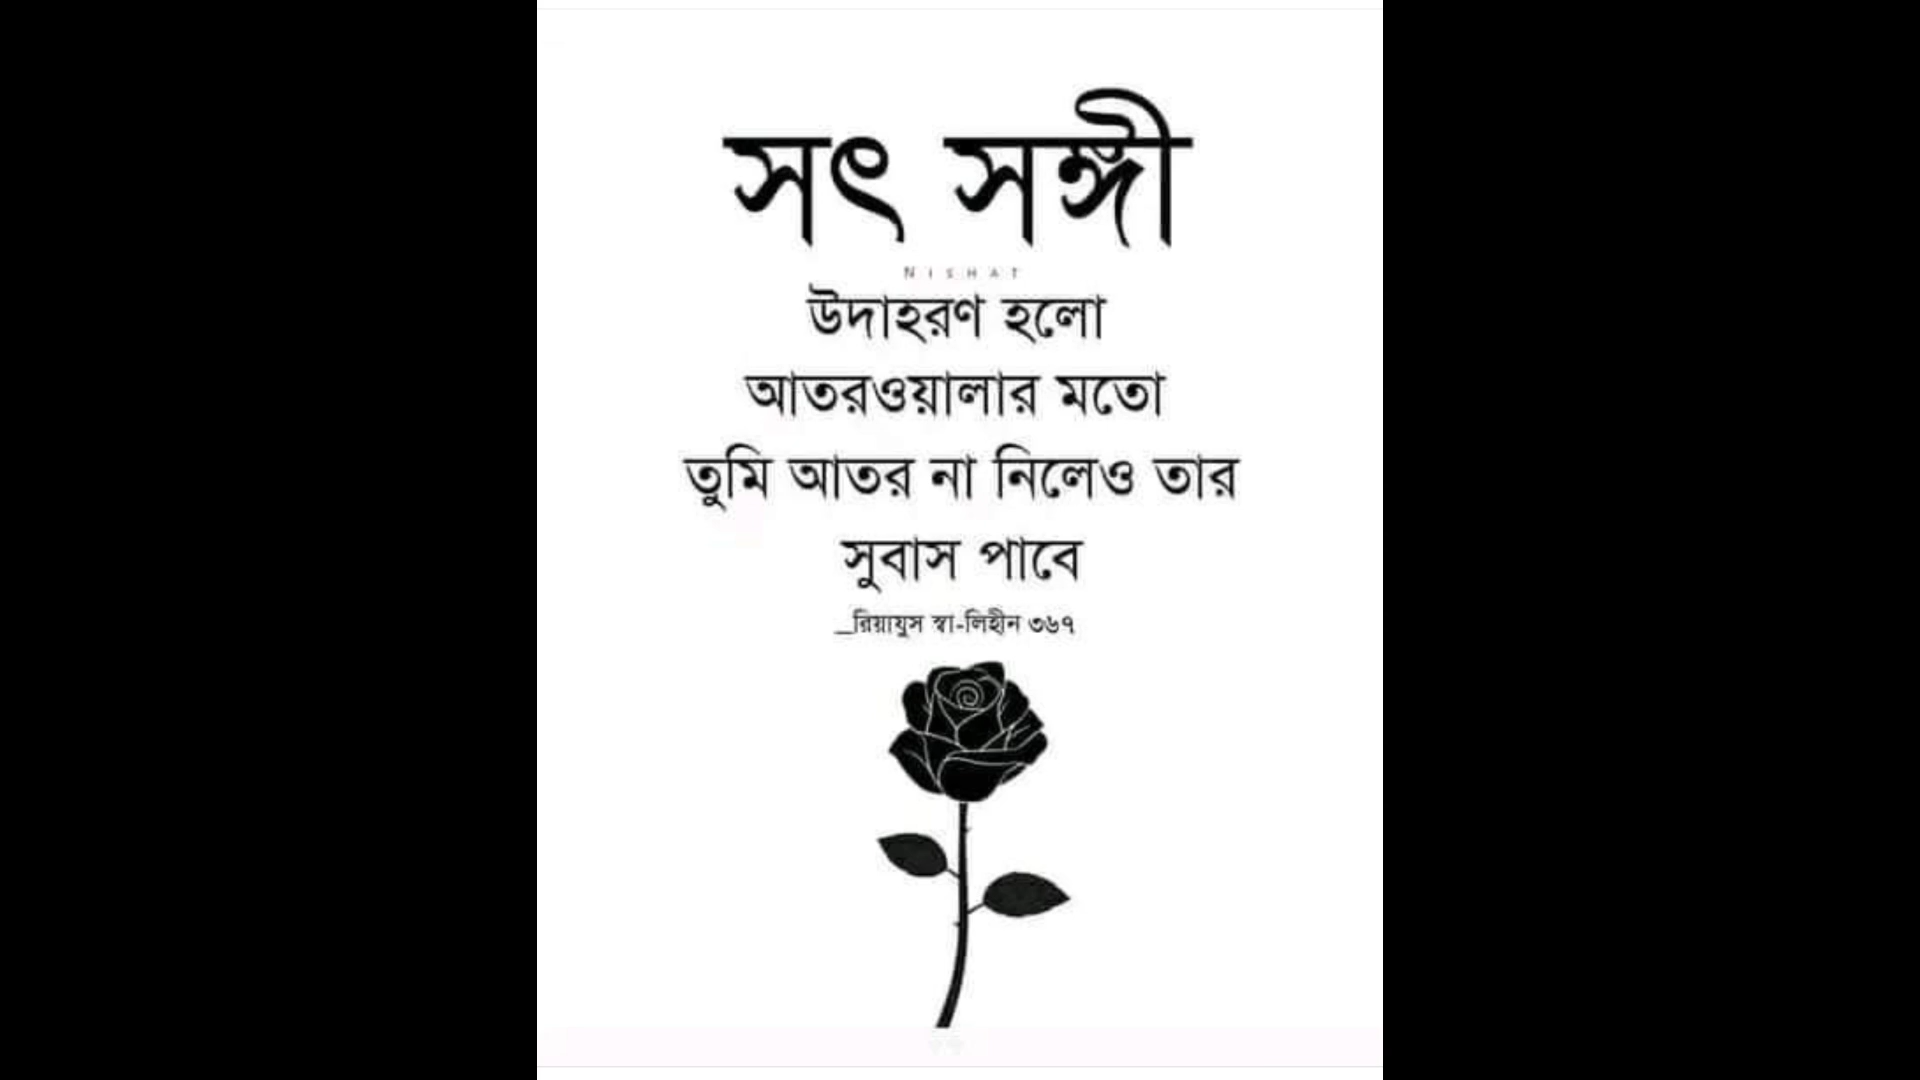 সৎ সঙ্গী
NISHAT
উদাহরণ হলো
আতরওয়ালার মতো
তুমি আতর না নিলেও তার
সুবাস পাবে
_রিয়াযুস স্বা-লিহীন ৩৬৭